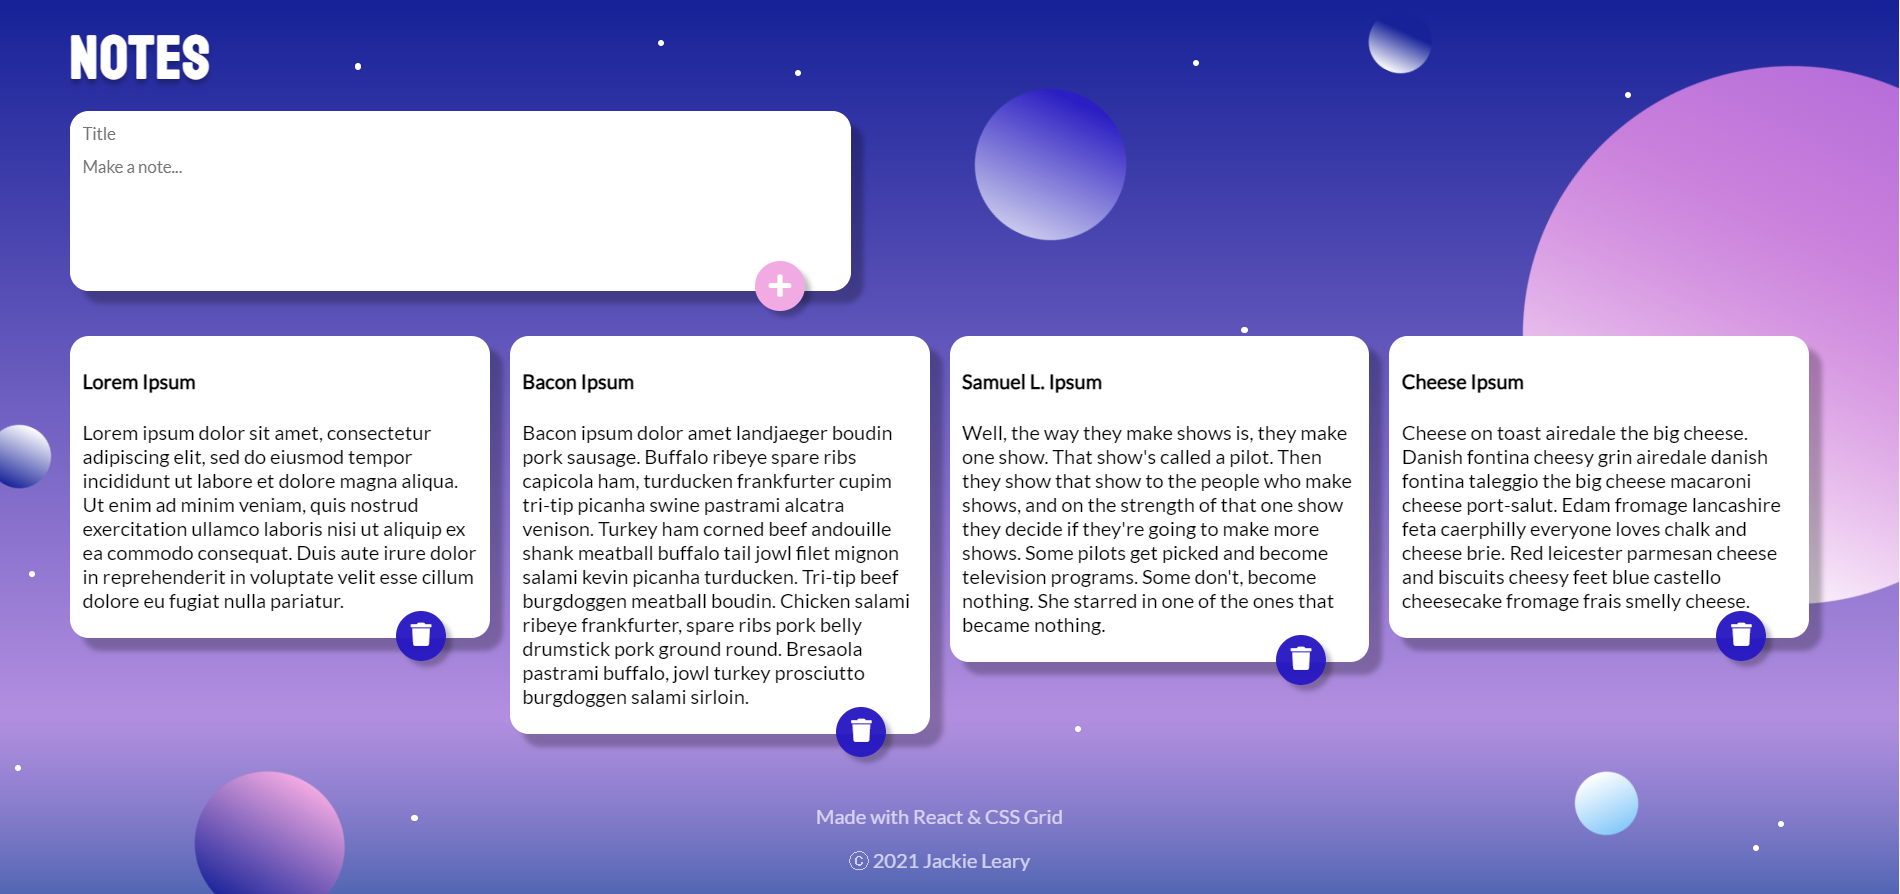 NOTES
Title
Make a note...
Lorem Ipsum
Lorem ipsum dolor sit amet, consectetur
adipiscing elit, sed do eiusmod tempor
incididunt ut labore et dolore magna aliqua.
Ut enim ad minim veniam, quis nostrud
exercitation ullamco laboris nisi ut aliquip ex
ea commodo consequat. Duis aute irure dolor
in reprehenderit in voluptate velit esse cillum
dolore eu fugiat nulla pariatur.
Bacon Ipsum
Bacon ipsum dolor amet landjaeger boudin
pork sausage. Buffalo ribeye spare ribs
capicola ham, turducken frankfurter cupim
tri-tip picanha swine pastrami alcatra
venison. Turkey ham corned beef andouille
shank meatball buffalo tail jowl filet mignon
salami kevin picanha turducken. Tri-tip beef
burgdoggen meatball boudin. Chicken salami
ribeye frankfurter, spare ribs pork belly
drumstick pork ground round. Bresaola
pastrami buffalo, jowl turkey prosciutto
burgdoggen salami sirloin.
Samuel L. Ipsum
Well, the way they make shows is, they make
one show. That show's called a pilot. Then
they show that show to the people who make
shows, and on the strength of that one show
they decide if they're going to make more
shows. Some pilots get picked and become
television programs. Some don't, become
nothing. She starred in one of the ones that
became nothing.
Cheese Ipsum
Cheese on toast airedale the big cheese.
Danish fontina cheesy grin airedale danish
fontina taleggio the big cheese macaroni
cheese port-salut. Edam fromage lancashire
feta caerphilly everyone loves chalk and
cheese brie. Red leicester parmesan cheese
and biscuits cheesy feet blue castello
cheesecake fromage frais smelly cheese.
Made with React & CSS Grid
© 2021 Jackie Leary